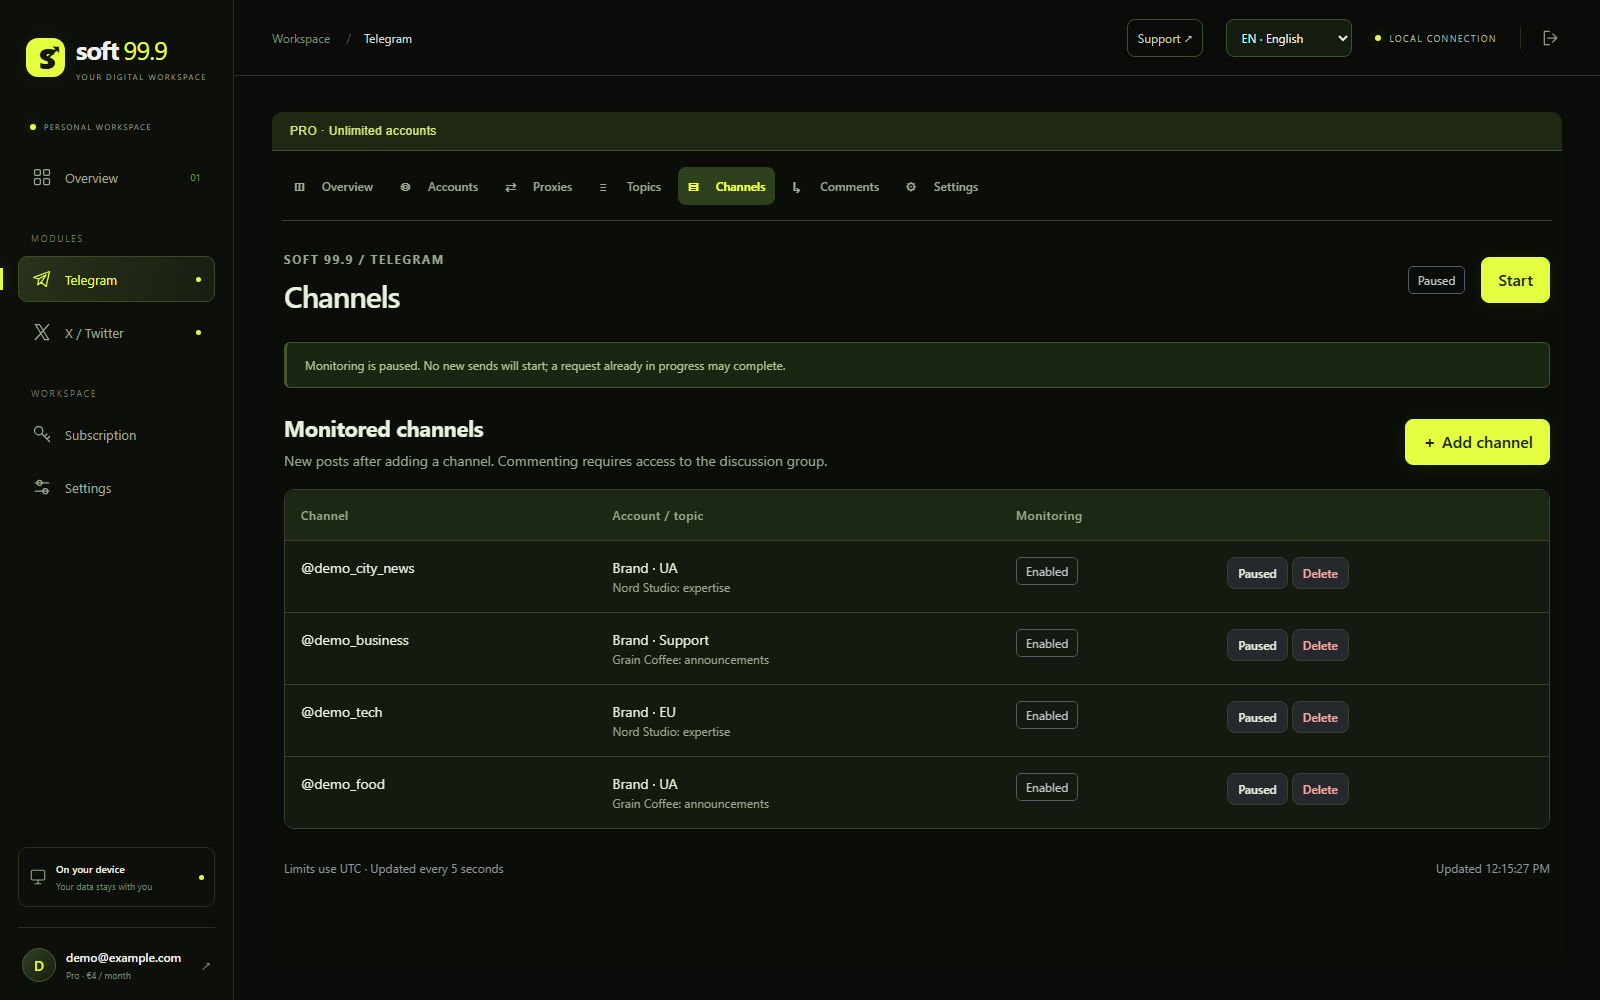 soft 99.9
YOUR DIGITAL WORKSPACE
PERSONAL WORKSPACE
Overview 01
MODULES
Telegram
X / Twitter
WORKSPACE
Subscription
Settings
On your device
Your data stays with you
D
demo@example.com
Pro · €4 / month
Workspace / Telegram
Support ↗
EN · English
LOCAL CONNECTION
PRO · Unlimited accounts
Overview Accounts Proxies Topics Channels Comments Settings
SOFT 99.9 / TELEGRAM
Channels
Paused
Start
Monitoring is paused. No new sends will start; a request already in progress may complete.
Monitored channels
New posts after adding a channel. Commenting requires access to the discussion group.
+ Add channel
Channel Account / topic Monitoring
@demo_city_news Brand · UA Enabled Paused Delete
Nord Studio: expertise
@demo_business Brand · Support Enabled Paused Delete
Grain Coffee: announcements
@demo_tech Brand · EU Enabled Paused Delete
Nord Studio: expertise
@demo_food Brand · UA Enabled Paused Delete
Grain Coffee: announcements
Limits use UTC · Updated every 5 seconds
Updated 12:15:27 PM